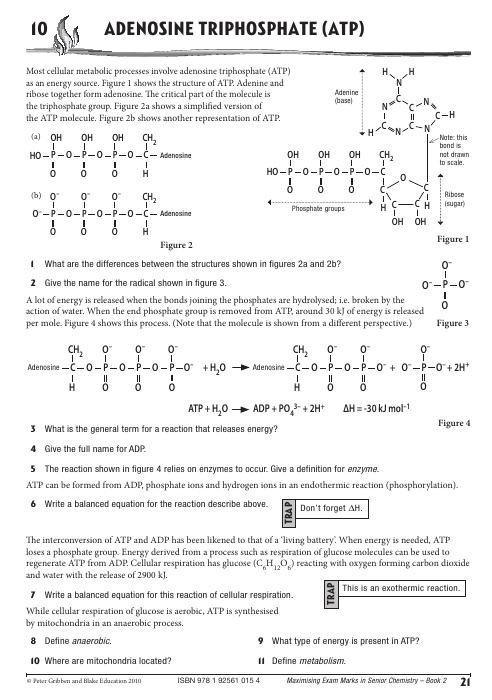 10 ADENOSINE TRIPHOSPHATE (ATP)
Most cellular metabolic processes involve adenosine triphosphate (ATP)
as an energy source. Figure 1 shows the structure of ATP. Adenine and
ribose together form adenosine. The critical part of the molecule is
the triphosphate group. Figure 2a shows a simplified version of
the ATP molecule. Figure 2b shows another representation of ATP.
(a) OH OH OH CH2
HO – P – O – P – O – P – O – C – Adenosine
O O O H
(b) O– O– O– CH2
O– – P – O – P – O – P – O – C – Adenosine
O O O H
Figure 2
H H
N
Adenine
(base)
C
N C N
C – H
H C C N
N
Note: this
bond is
not drawn
to scale.
OH OH OH CH2
HO – P – O – P – O – P – O – C
O O O
O
C C
H C C H
OH OH
Ribose
(sugar)
Phosphate groups
Figure 1
1 What are the differences between the structures shown in figures 2a and 2b?
2 Give the name for the radical shown in figure 3.
O–
O– – P – O–
O
Figure 3
A lot of energy is released when the bonds joining the phosphates are hydrolysed; i.e. broken by the
action of water. When the end phosphate group is removed from ATP, around 30 kJ of energy is released
per mole. Figure 4 shows this process. (Note that the molecule is shown from a different perspective.)
CH2 O– O– O– CH2 O– O– O–
Adenosine – C – O – P – O – P – O – P – O– + H2O → Adenosine – C – O – P – O – P – O– + O– – P – O– + 2H+
H O O O H O O O
ATP + H2O → ADP + PO4 3– + 2H+ ΔH = -30 kJ mol–1
Figure 4
3 What is the general term for a reaction that releases energy?
4 Give the full name for ADP.
5 The reaction shown in figure 4 relies on enzymes to occur. Give a definition for enzyme.
ATP can be formed from ADP, phosphate ions and hydrogen ions in an endothermic reaction (phosphorylation).
6 Write a balanced equation for the reaction describe above.
TRAP Don't forget ΔH.
The interconversion of ATP and ADP has been likened to that of a 'living battery'. When energy is needed, ATP
loses a phosphate group. Energy derived from a process such as respiration of glucose molecules can be used to
regenerate ATP from ADP. Cellular respiration has glucose (C6H12O6) reacting with oxygen forming carbon dioxide
and water with the release of 2900 kJ.
7 Write a balanced equation for this reaction of cellular respiration.
TRAP This is an exothermic reaction.
While cellular respiration of glucose is aerobic, ATP is synthesised
by mitochondria in an anaerobic process.
8 Define anaerobic.
9 What type of energy is present in ATP?
10 Where are mitochondria located?
11 Define metabolism.
© Peter Gribben and Blake Education 2010 ISBN 978 1 92561 015 4 Maximising Exam Marks in Senior Chemistry – Book 2 21